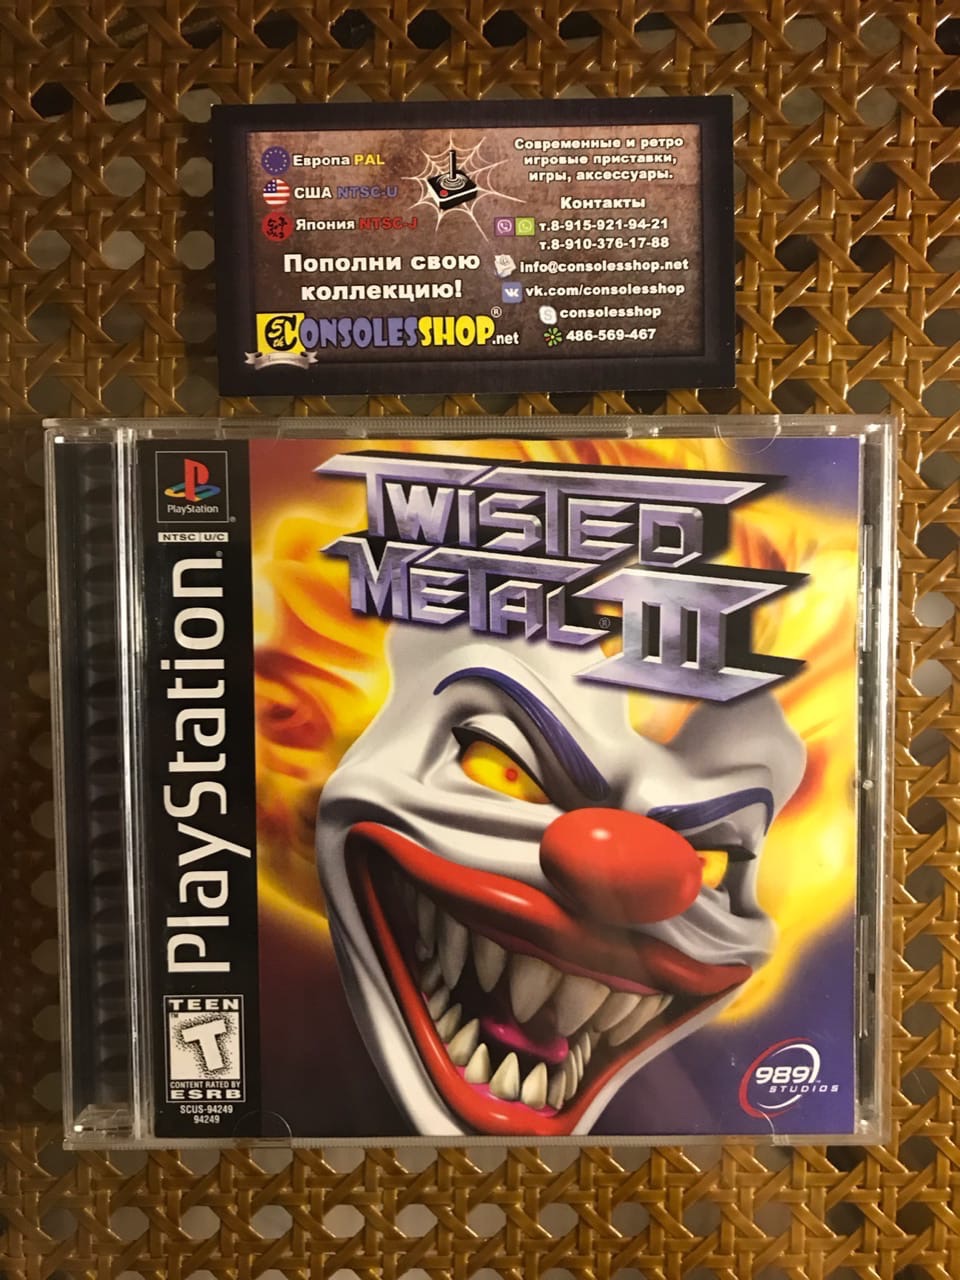 Европа PAL
США NTSC-U
Япония NTSC-J
Пополни свою
коллекцию!
CONSOLESSHOP®.net
Современные и ретро
игровые приставки,
игры, аксессуары.
Контакты
т.8-915-921-94-21
т.8-910-376-17-88
info@consolesshop.net
vk.com/consolesshop
consolesshop
486-569-467
PlayStation®
NTSC U/C
PlayStation®
TWISTED
METAL® III
TEEN
T
CONTENT RATED BY
ESRB
SCUS-94249
94249
989™
STUDIOS